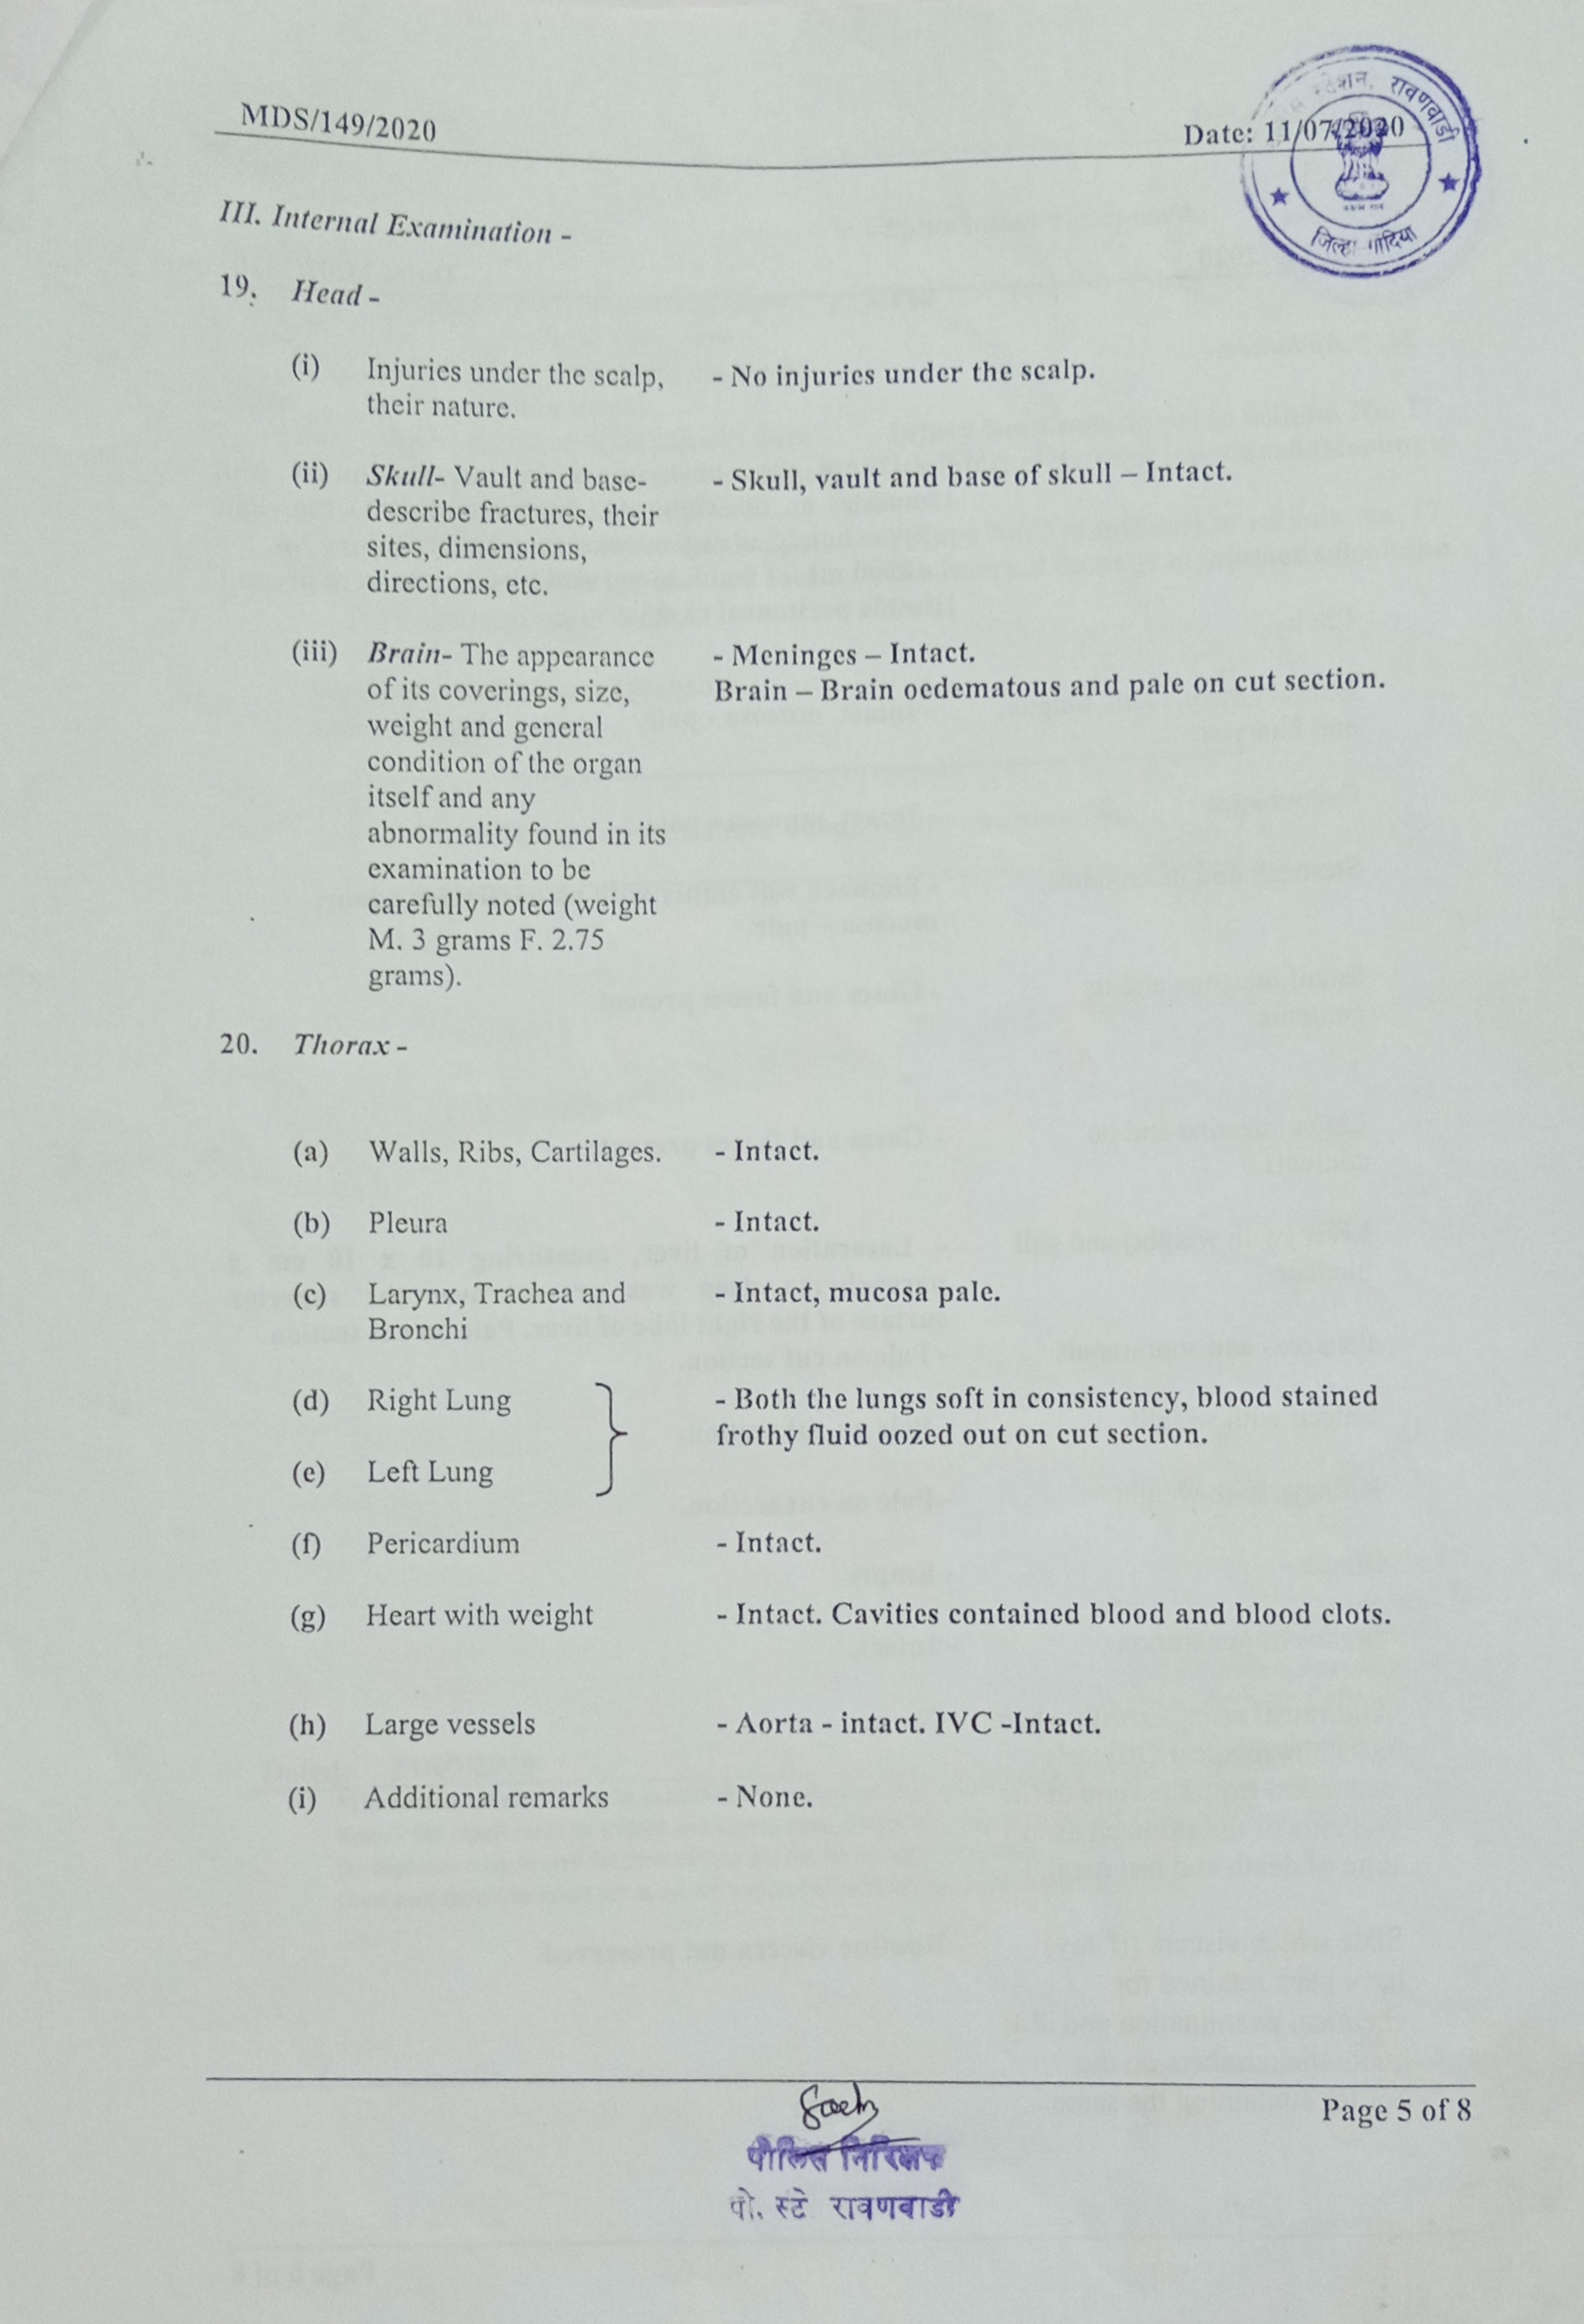 MDS/149/2020 Date: 11/07/2020
स्टेशन, रावणवाडी
जिल्हा गोंदिया
III. Internal Examination -
19. Head -
(i) Injuries under the scalp, - No injuries under the scalp.
their nature.
(ii) Skull- Vault and base- - Skull, vault and base of skull – Intact.
describe fractures, their
sites, dimensions,
directions, etc.
(iii) Brain- The appearance - Meninges – Intact.
of its coverings, size, Brain – Brain oedematous and pale on cut section.
weight and general
condition of the organ
itself and any
abnormality found in its
examination to be
carefully noted (weight
M. 3 grams F. 2.75
grams).
20. Thorax -
(a) Walls, Ribs, Cartilages. - Intact.
(b) Pleura - Intact.
(c) Larynx, Trachea and - Intact, mucosa pale.
Bronchi
(d) Right Lung - Both the lungs soft in consistency, blood stained
frothy fluid oozed out on cut section.
(e) Left Lung
(f) Pericardium - Intact.
(g) Heart with weight - Intact. Cavities contained blood and blood clots.
(h) Large vessels - Aorta - intact. IVC -Intact.
(i) Additional remarks - None.
Page 5 of 8
पोलिस निरिक्षक
पो. स्टे रावणवाडी